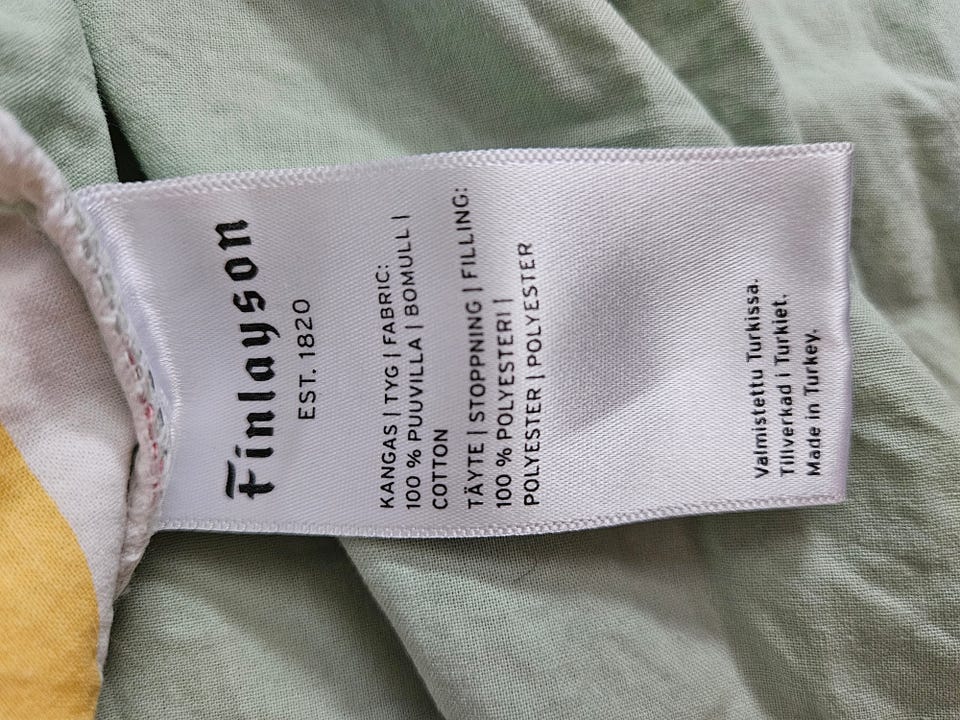 Finlayson
EST. 1820
KANGAS | TYG | FABRIC:
100 % PUUVILLA | BOMULL |
COTTON
TÄYTE | STOPPNING | FILLING:
100 % POLYESTERI |
POLYESTER | POLYESTER
Valmistettu Turkissa.
Tillverkad i Turkiet.
Made in Turkey.